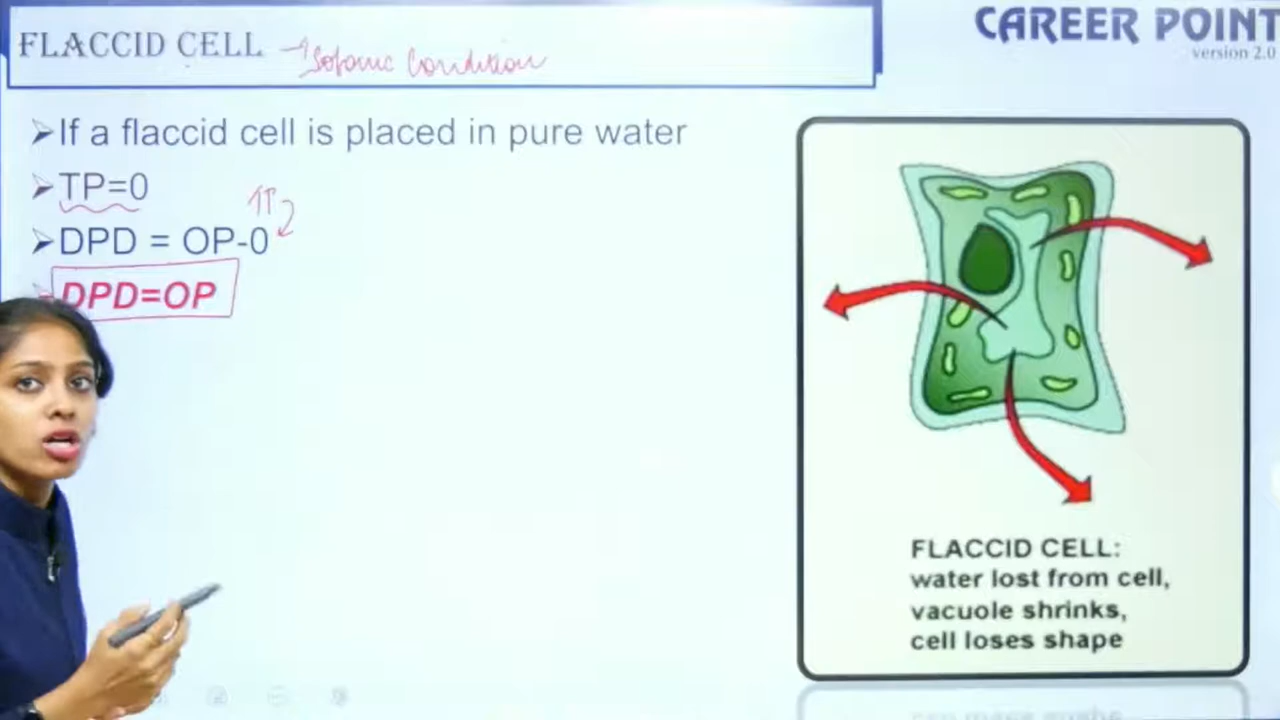 FLACCID CELL
Isotonic Condition
CAREER POINT
version 2.0
➢If a flaccid cell is placed in pure water
➢TP=0
↑↑
➢DPD = OP-0
DPD=OP
FLACCID CELL:
water lost from cell,
vacuole shrinks,
cell loses shape